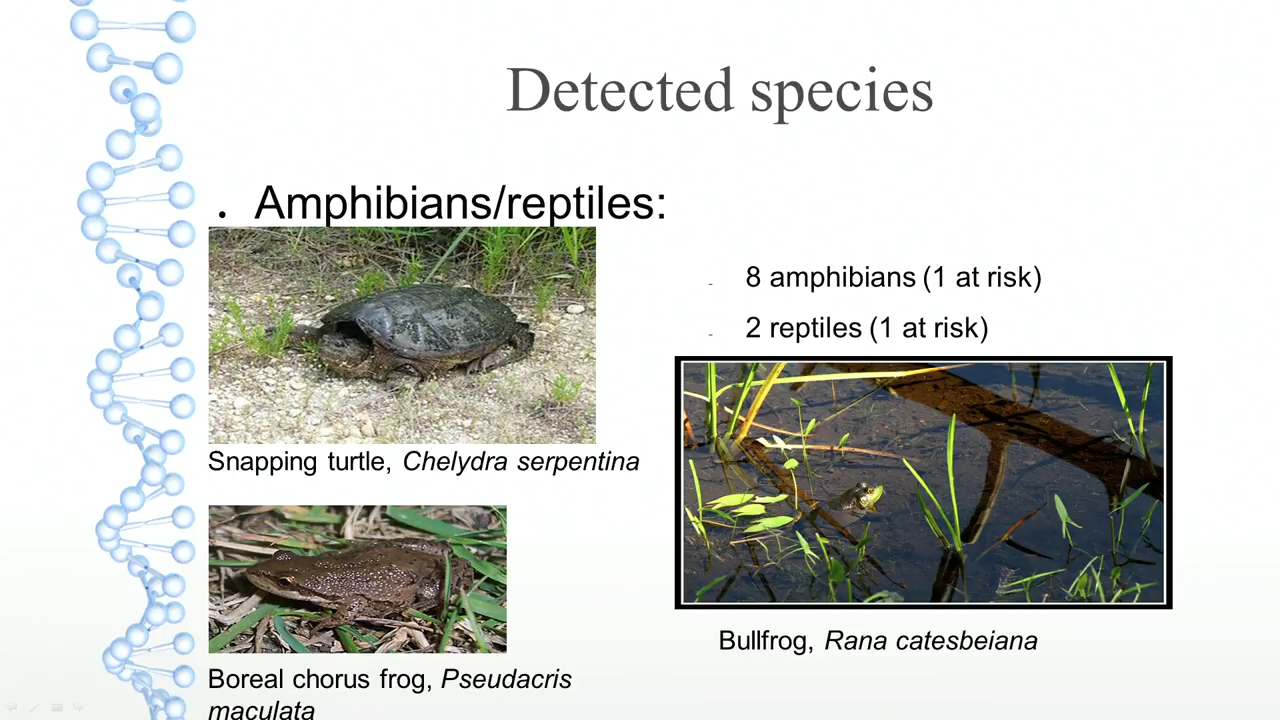 Detected species
. Amphibians/reptiles:
- 8 amphibians (1 at risk)
- 2 reptiles (1 at risk)
Snapping turtle, Chelydra serpentina
Bullfrog, Rana catesbeiana
Boreal chorus frog, Pseudacris
maculata